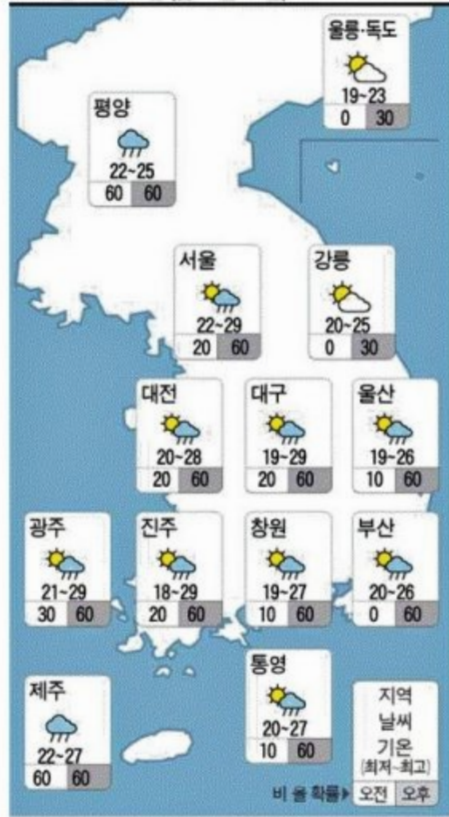 울릉·독도
19~23
0 30
평양
22~25
60 60
서울
22~29
20 60
강릉
20~25
0 30
대전
20~28
20 60
대구
19~29
20 60
울산
19~26
10 60
광주
21~29
30 60
진주
18~29
20 60
창원
19~27
10 60
부산
20~26
0 60
제주
22~27
60 60
통영
20~27
10 60
지역
날씨
기온
(최저~최고)
비 올 확률▶ 오전 오후